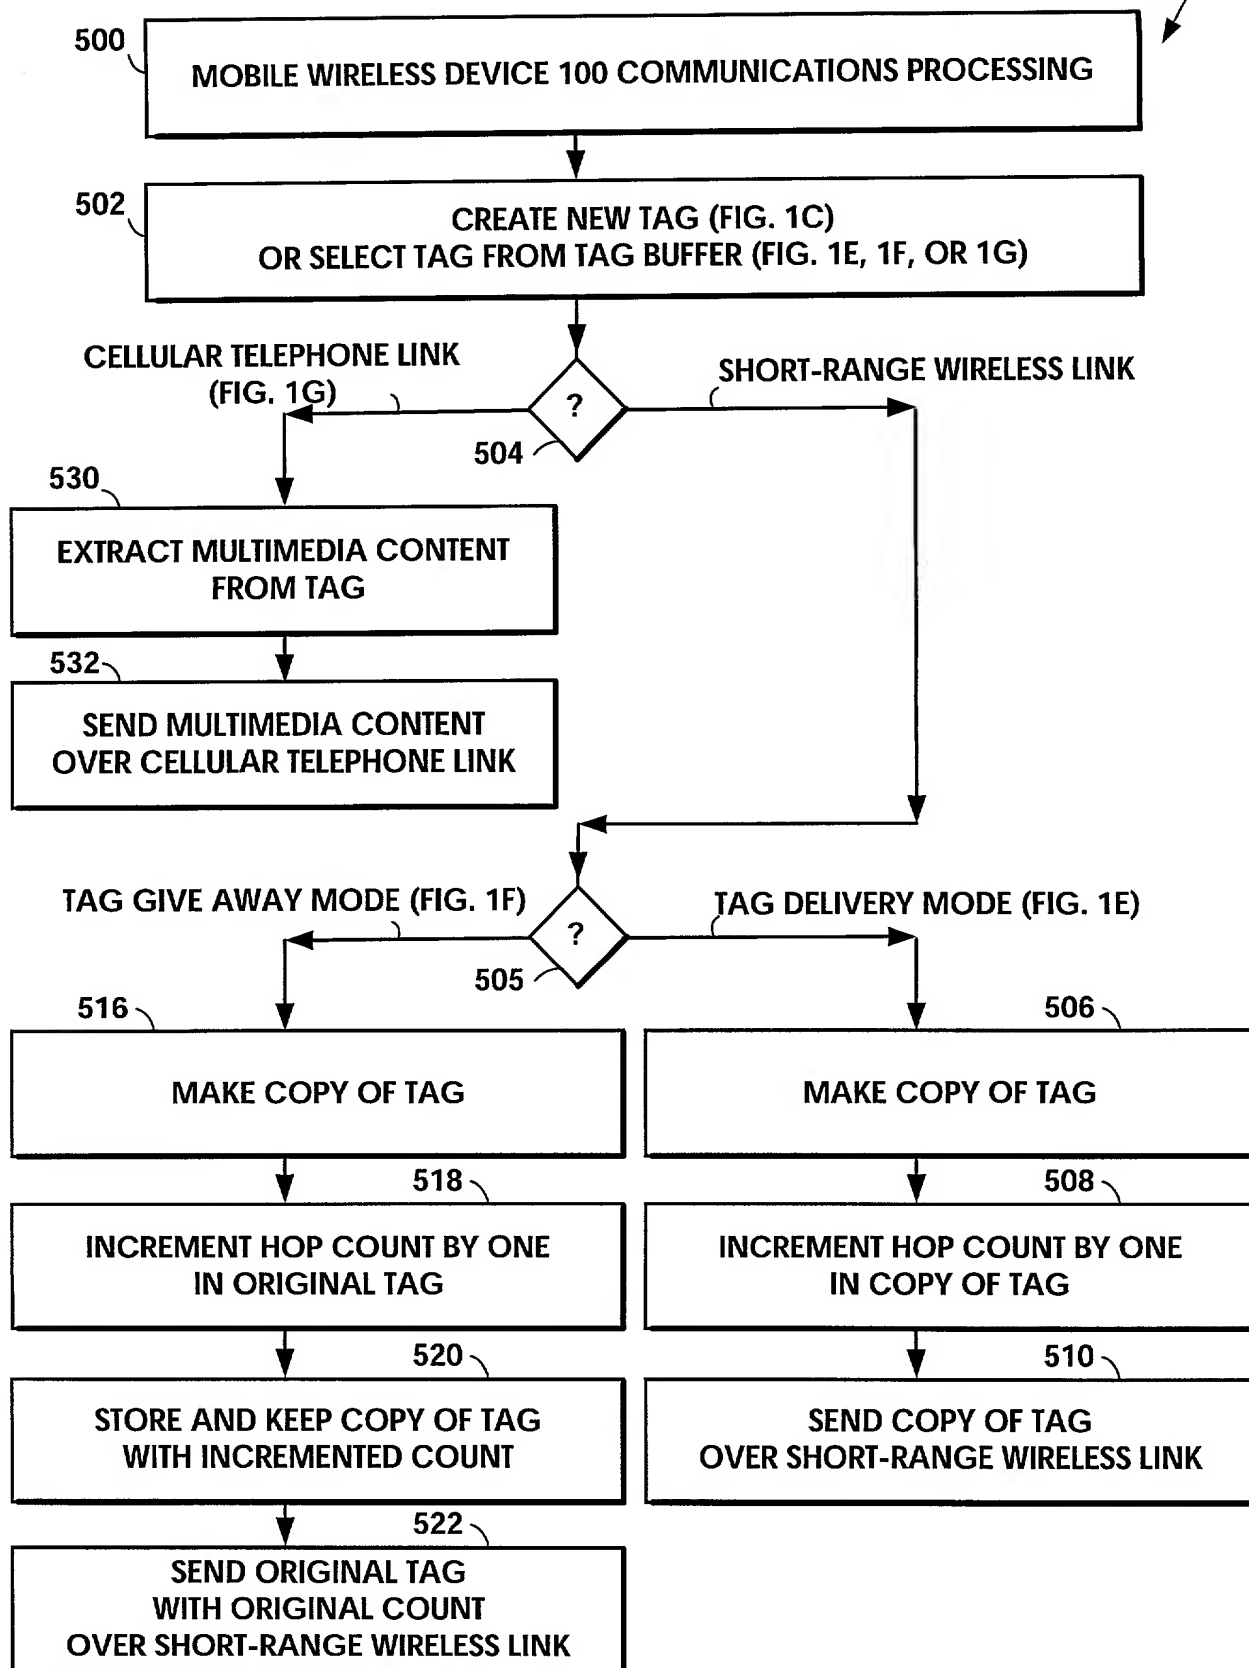 500
MOBILE WIRELESS DEVICE 100 COMMUNICATIONS PROCESSING
502
CREATE NEW TAG (FIG. 1C)
OR SELECT TAG FROM TAG BUFFER (FIG. 1E, 1F, OR 1G)
CELLULAR TELEPHONE LINK
(FIG. 1G)
?
504
SHORT-RANGE WIRELESS LINK
530
EXTRACT MULTIMEDIA CONTENT
FROM TAG
532
SEND MULTIMEDIA CONTENT
OVER CELLULAR TELEPHONE LINK
TAG GIVE AWAY MODE (FIG. 1F)
?
505
TAG DELIVERY MODE (FIG. 1E)
516
MAKE COPY OF TAG
506
MAKE COPY OF TAG
518
INCREMENT HOP COUNT BY ONE
IN ORIGINAL TAG
508
INCREMENT HOP COUNT BY ONE
IN COPY OF TAG
520
STORE AND KEEP COPY OF TAG
WITH INCREMENTED COUNT
510
SEND COPY OF TAG
OVER SHORT-RANGE WIRELESS LINK
522
SEND ORIGINAL TAG
WITH ORIGINAL COUNT
OVER SHORT-RANGE WIRELESS LINK